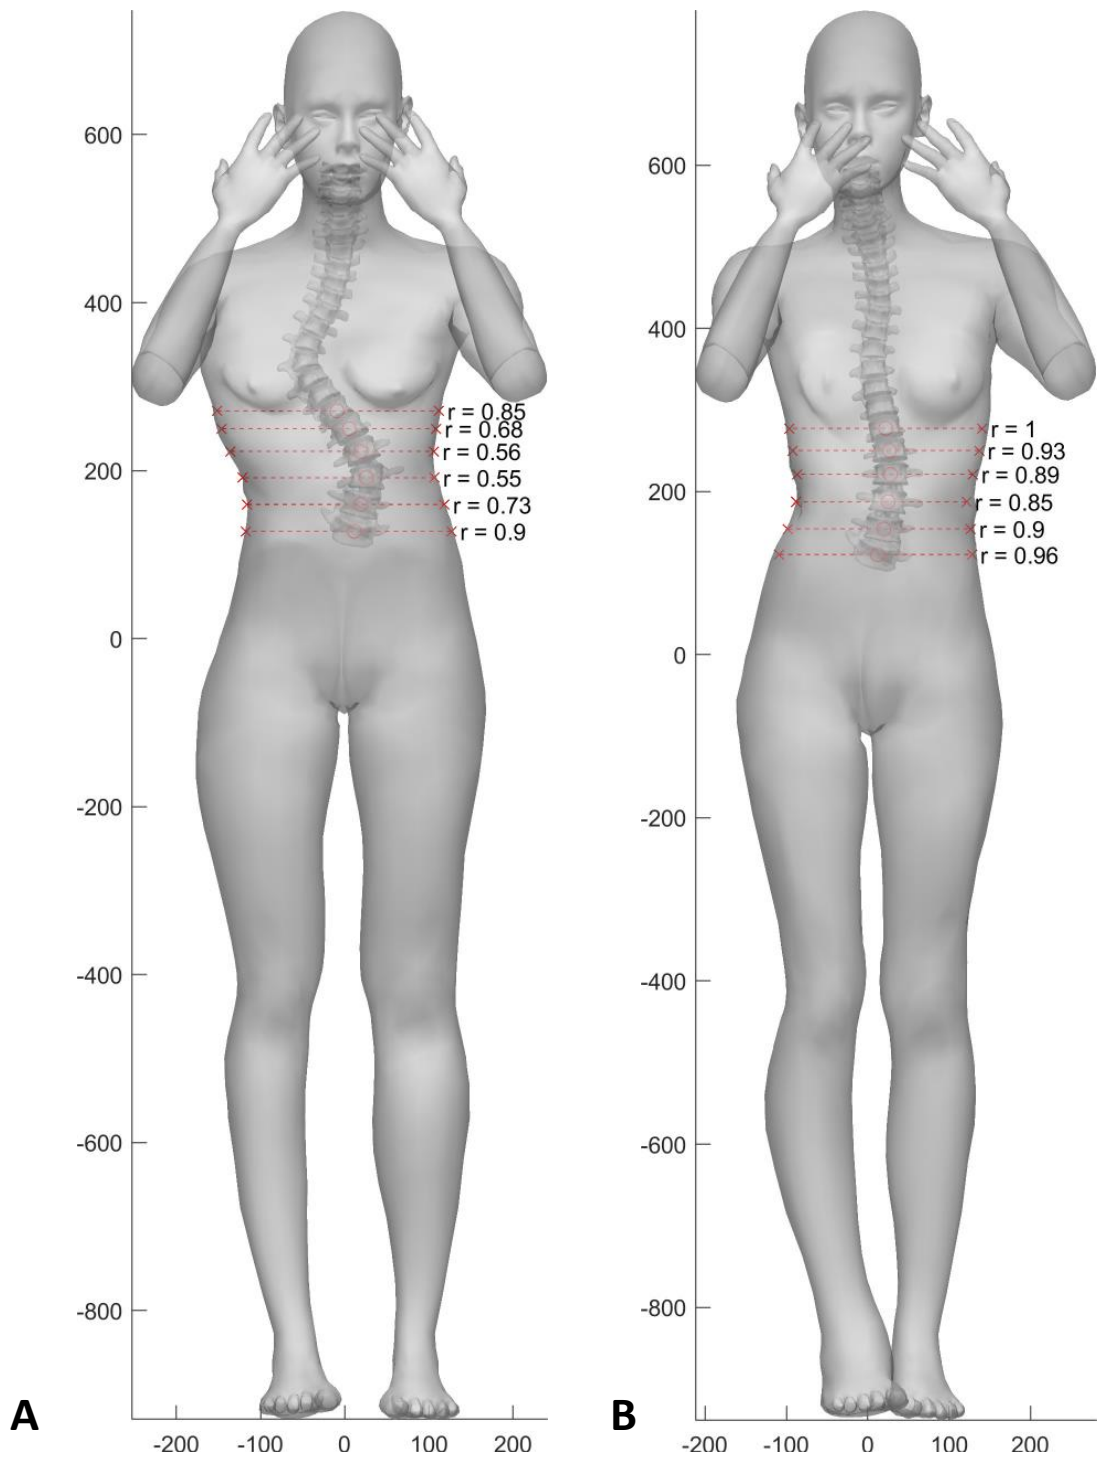 600
400
200
0
-200
-400
-600
-800
-200 -100 0 100 200
r = 0.85
r = 0.68
r = 0.56
r = 0.55
r = 0.73
r = 0.9
A
600
400
200
0
-200
-400
-600
-800
-200 -100 0 100 200
r = 1
r = 0.93
r = 0.89
r = 0.85
r = 0.9
r = 0.96
B